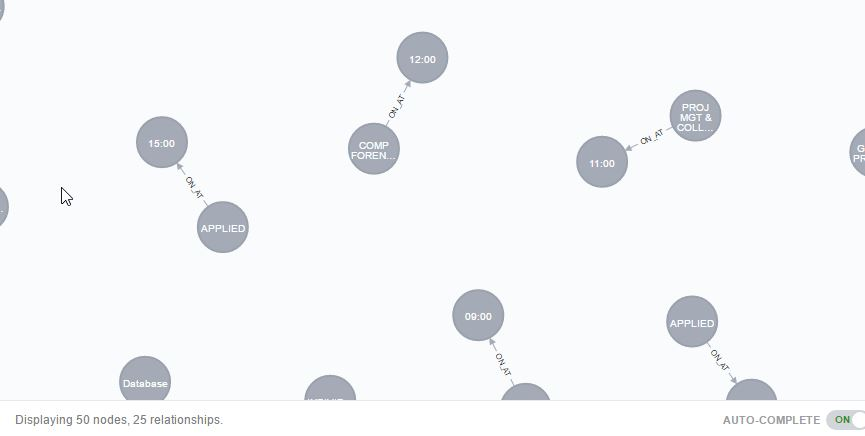 12:00
ON_AT
COMP
FOREN...
15:00
ON_AT
APPLIED
PROJ
MGT &
COLL...
ON_AT
11:00
09:00
ON_AT
APPLIED
ON_AT
Database
Displaying 50 nodes, 25 relationships.
AUTO-COMPLETE ON